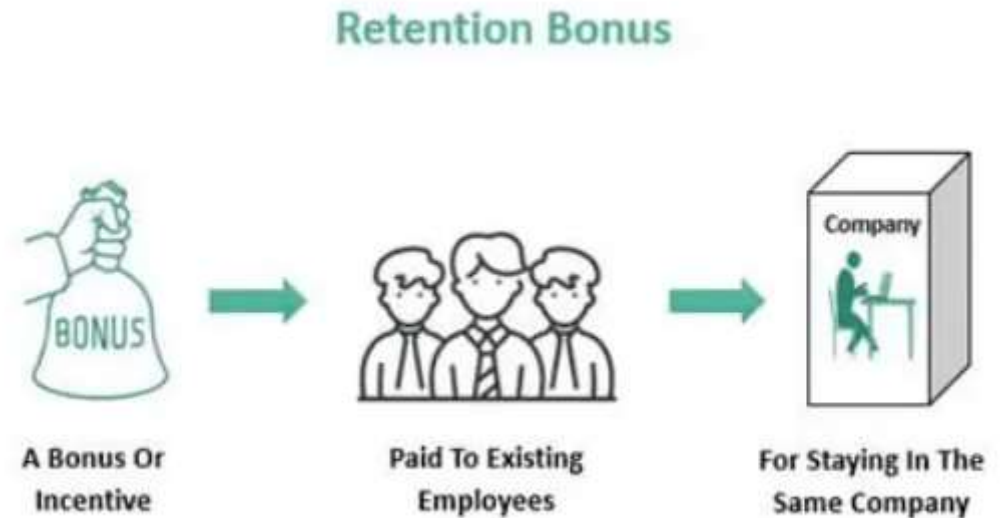 Retention Bonus
BONUS
Company
A Bonus Or
Incentive
Paid To Existing
Employees
For Staying In The
Same Company